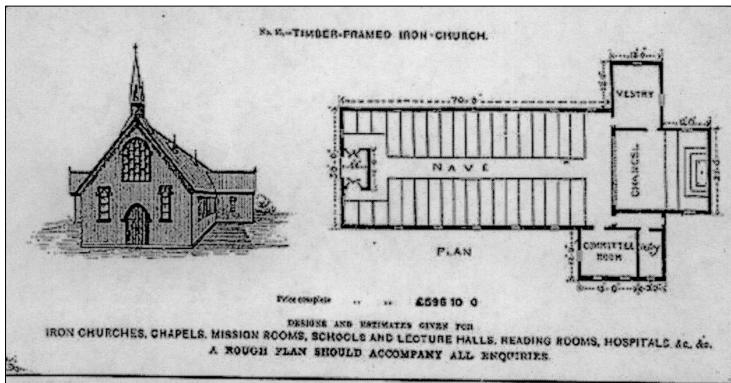 TIMBER-FRAMED IRON-CHURCH.
70.0
VESTRY
NAVE
CHANCEL
COMMITTEE
ROOM
PLAN
Price complete " " £596 10 0
DESIGNS AND ESTIMATES GIVEN FOR
IRON CHURCHES, CHAPELS, MISSION ROOMS, SCHOOLS AND LECTURE HALLS, READING ROOMS, HOSPITALS &c, &c.
A ROUGH PLAN SHOULD ACCOMPANY ALL ENQUIRIES.